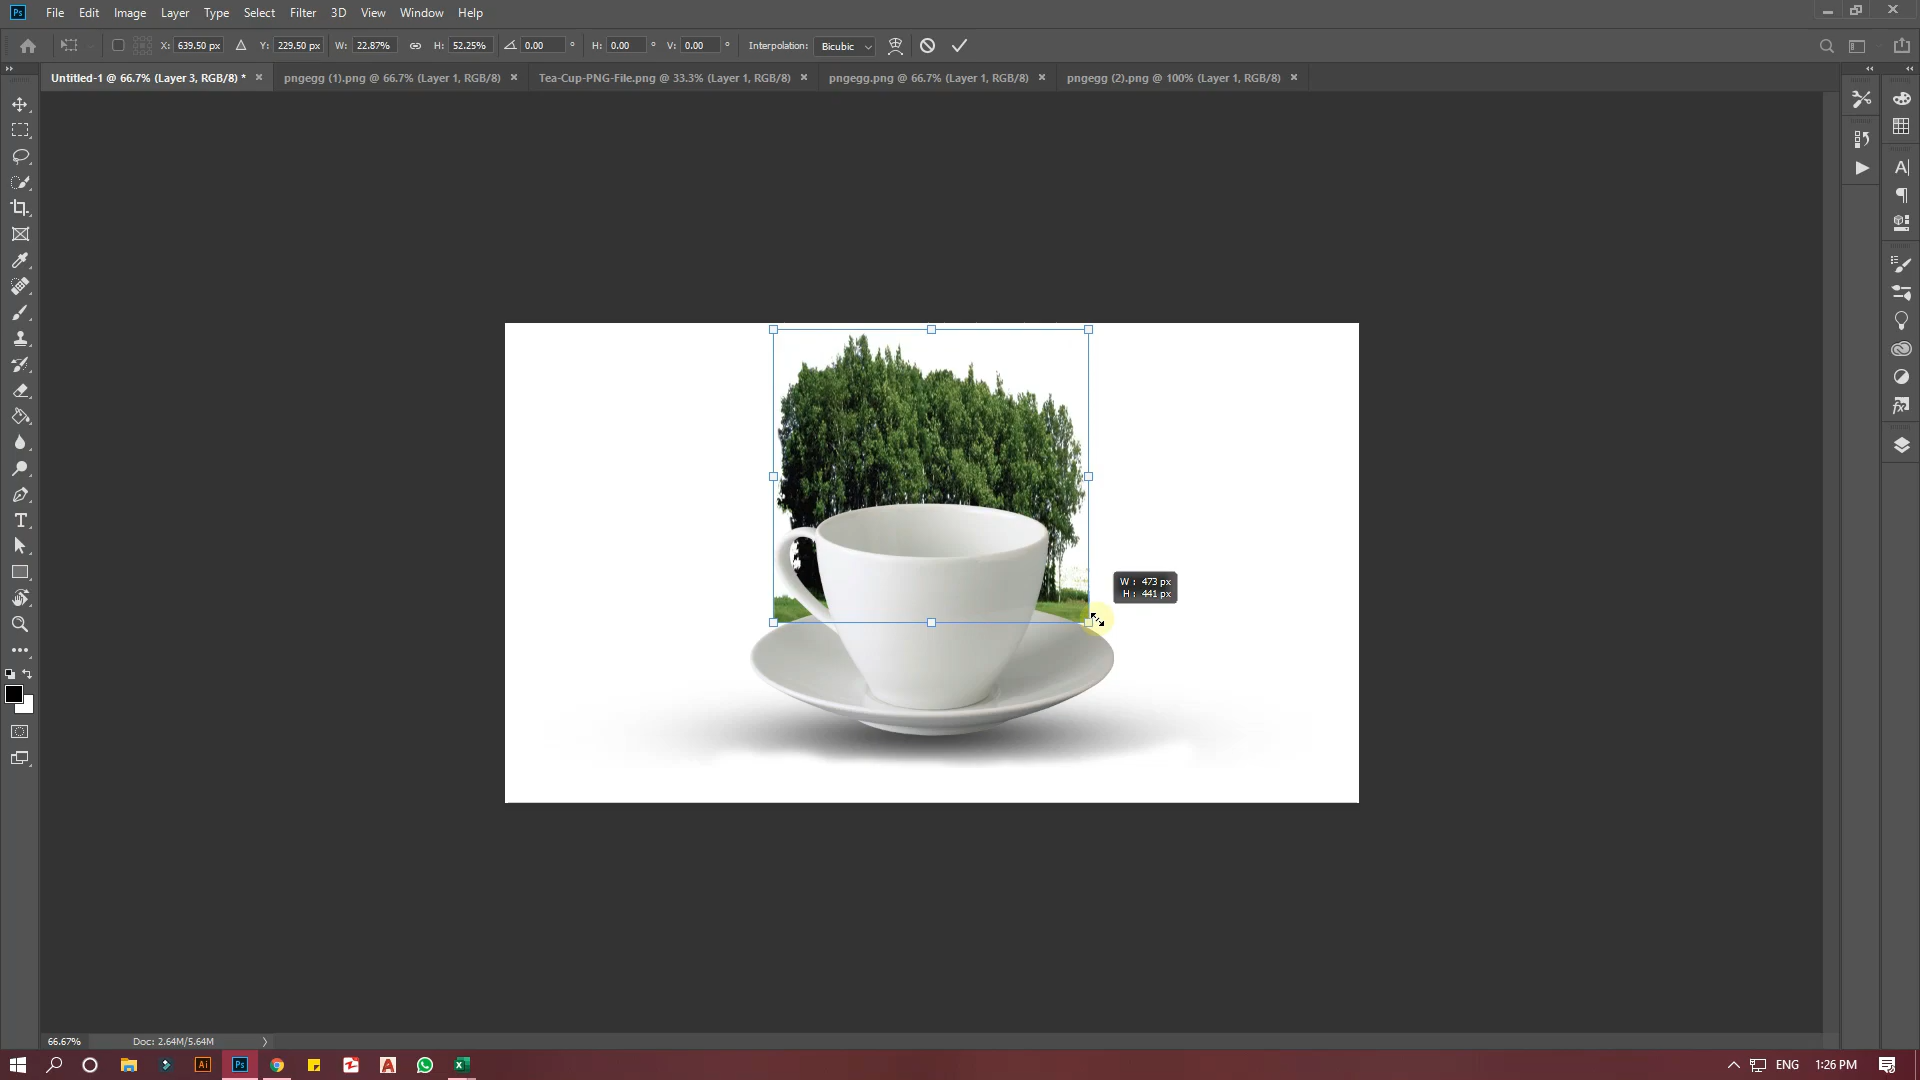 Ps File Edit Image Layer Type Select Filter 3D View Window Help
X: 639.50 px Y: 229.50 px W: 22.87% H: 52.25% 0.00 ° H: 0.00 ° V: 0.00 ° Interpolation: Bicubic
Untitled-1 @ 66.7% (Layer 3, RGB/8) * pngegg (1).png @ 66.7% (Layer 1, RGB/8) Tea-Cup-PNG-File.png @ 33.3% (Layer 1, RGB/8) pngegg.png @ 66.7% (Layer 1, RGB/8) pngegg (2).png @ 100% (Layer 1, RGB/8)
W : 473 px
H : 441 px
66.67% Doc: 2.64M/5.64M
Ai Ps ENG 1:26 PM